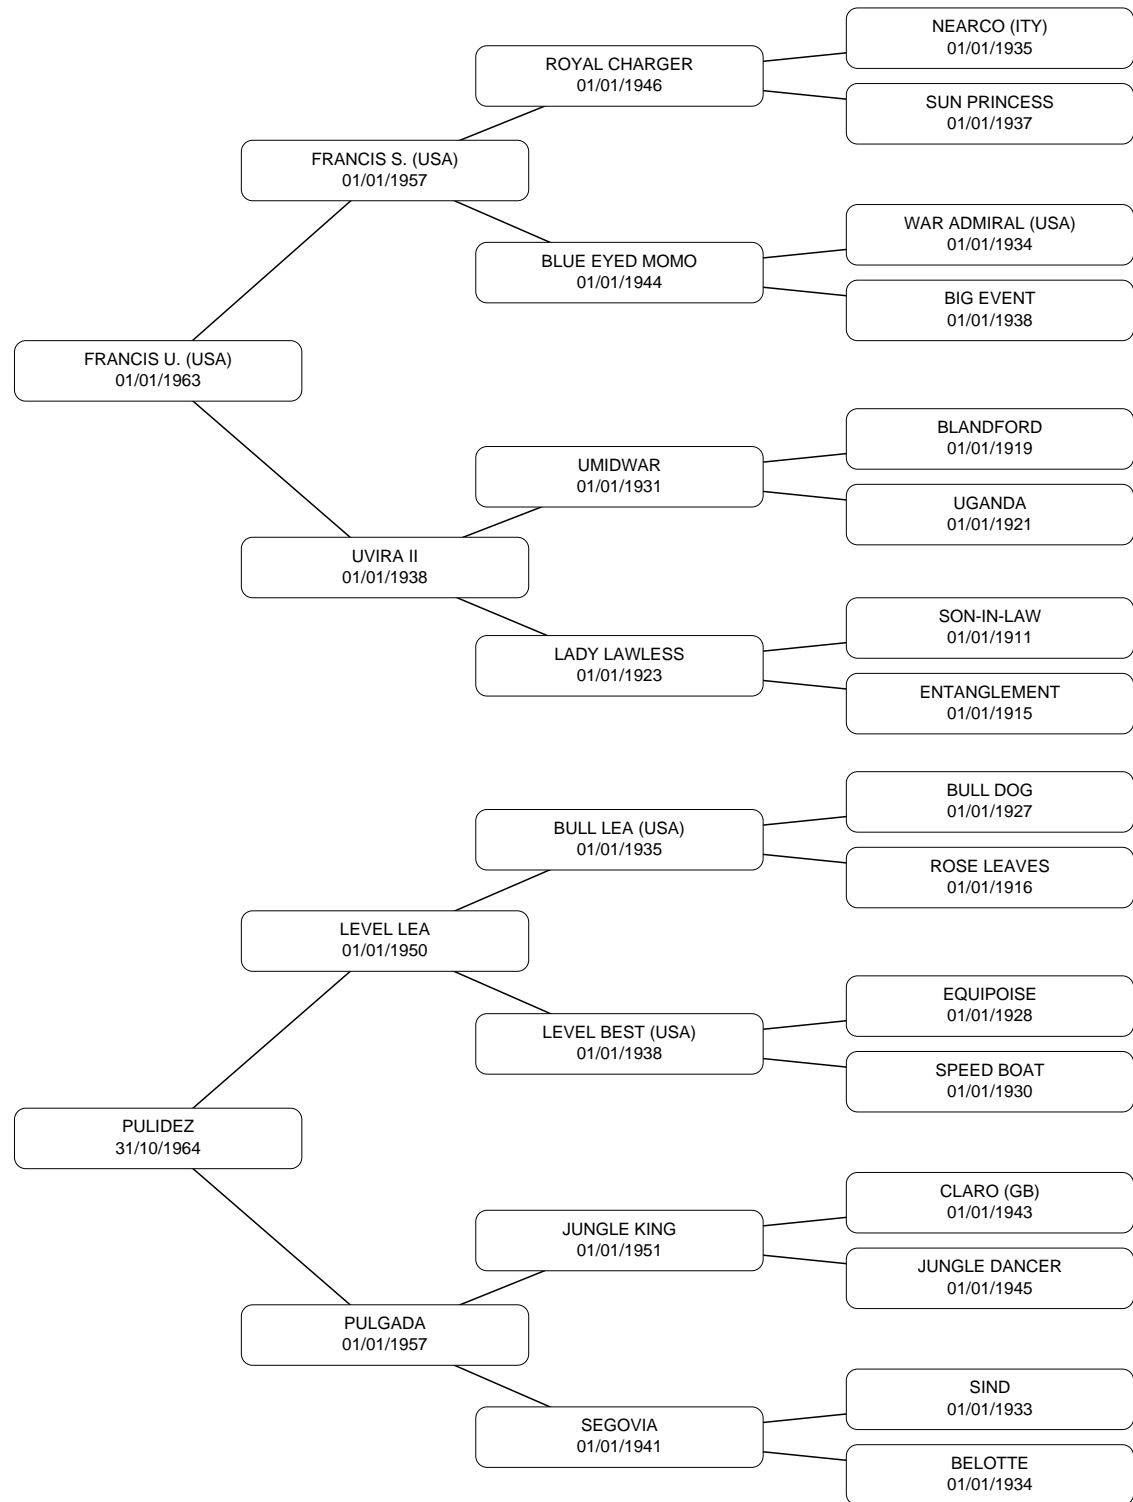 NEARCO (ITY)
01/01/1935
ROYAL CHARGER
01/01/1946
SUN PRINCESS
01/01/1937
FRANCIS S. (USA)
01/01/1957
WAR ADMIRAL (USA)
01/01/1934
BLUE EYED MOMO
01/01/1944
BIG EVENT
01/01/1938
FRANCIS U. (USA)
01/01/1963
BLANDFORD
01/01/1919
UMIDWAR
01/01/1931
UGANDA
01/01/1921
UVIRA II
01/01/1938
SON-IN-LAW
01/01/1911
LADY LAWLESS
01/01/1923
ENTANGLEMENT
01/01/1915
BULL DOG
01/01/1927
BULL LEA (USA)
01/01/1935
ROSE LEAVES
01/01/1916
LEVEL LEA
01/01/1950
EQUIPOISE
01/01/1928
LEVEL BEST (USA)
01/01/1938
SPEED BOAT
01/01/1930
PULIDEZ
31/10/1964
CLARO (GB)
01/01/1943
JUNGLE KING
01/01/1951
JUNGLE DANCER
01/01/1945
PULGADA
01/01/1957
SIND
01/01/1933
SEGOVIA
01/01/1941
BELOTTE
01/01/1934